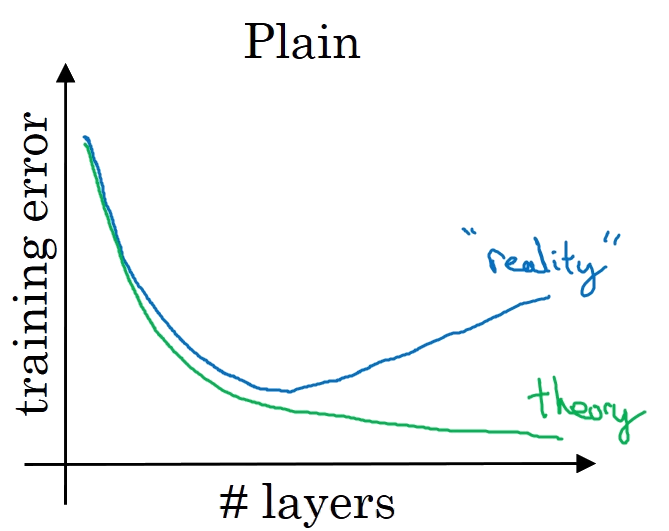 Plain
training error
"reality"
theory
# layers